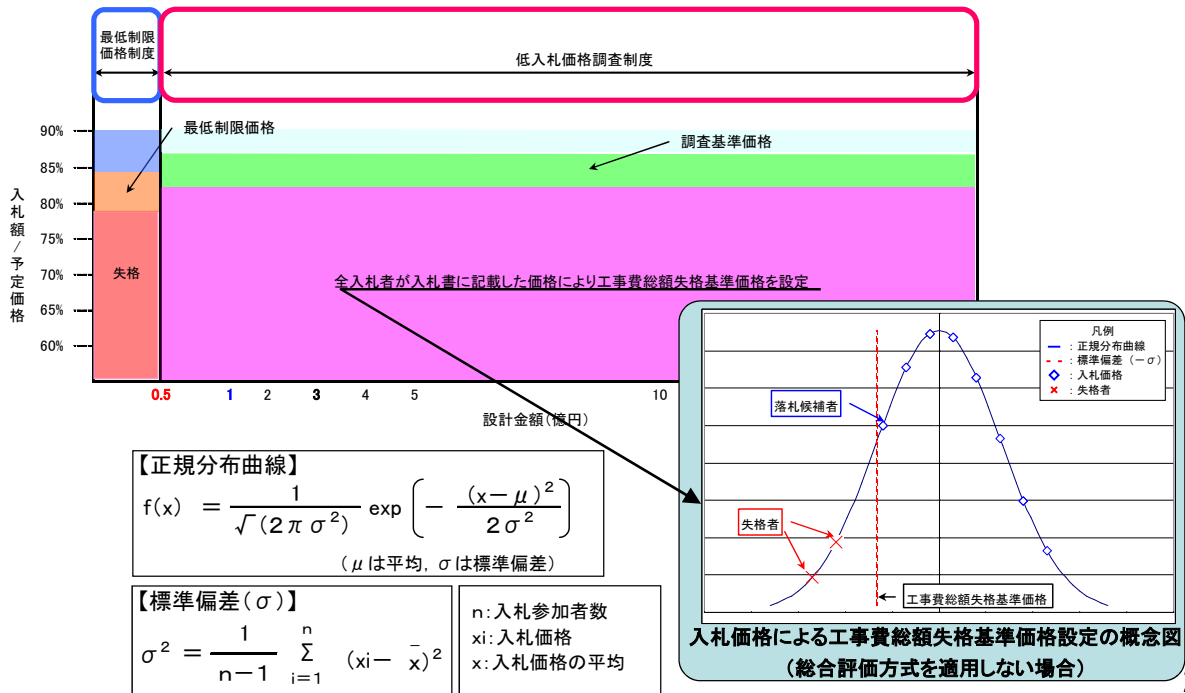 最低制限
価格制度
低入札価格調査制度
最低制限価格
調査基準価格
90%
85%
80%
75%
70%
65%
60%
入札額/予定価格
失格
全入札者が入札書に記載した価格により工事費総額失格基準価格を設定
0.5 1 2 3 4 5 10
設計金額(億円)
凡例
: 正規分布曲線
: 標準偏差(-σ)
: 入札価格
: 失格者
落札候補者
失格者
工事費総額失格基準価格
入札価格による工事費総額失格基準価格設定の概念図
(総合評価方式を適用しない場合)
【正規分布曲線】
f(x) = 1/√(2πσ²) exp(- (x-μ)²/2σ²)
(μは平均, σは標準偏差)
【標準偏差(σ)】
σ² = 1/(n-1) Σ[i=1..n] (xi- x̄)²
n:入札参加者数
xi:入札価格
x:入札価格の平均